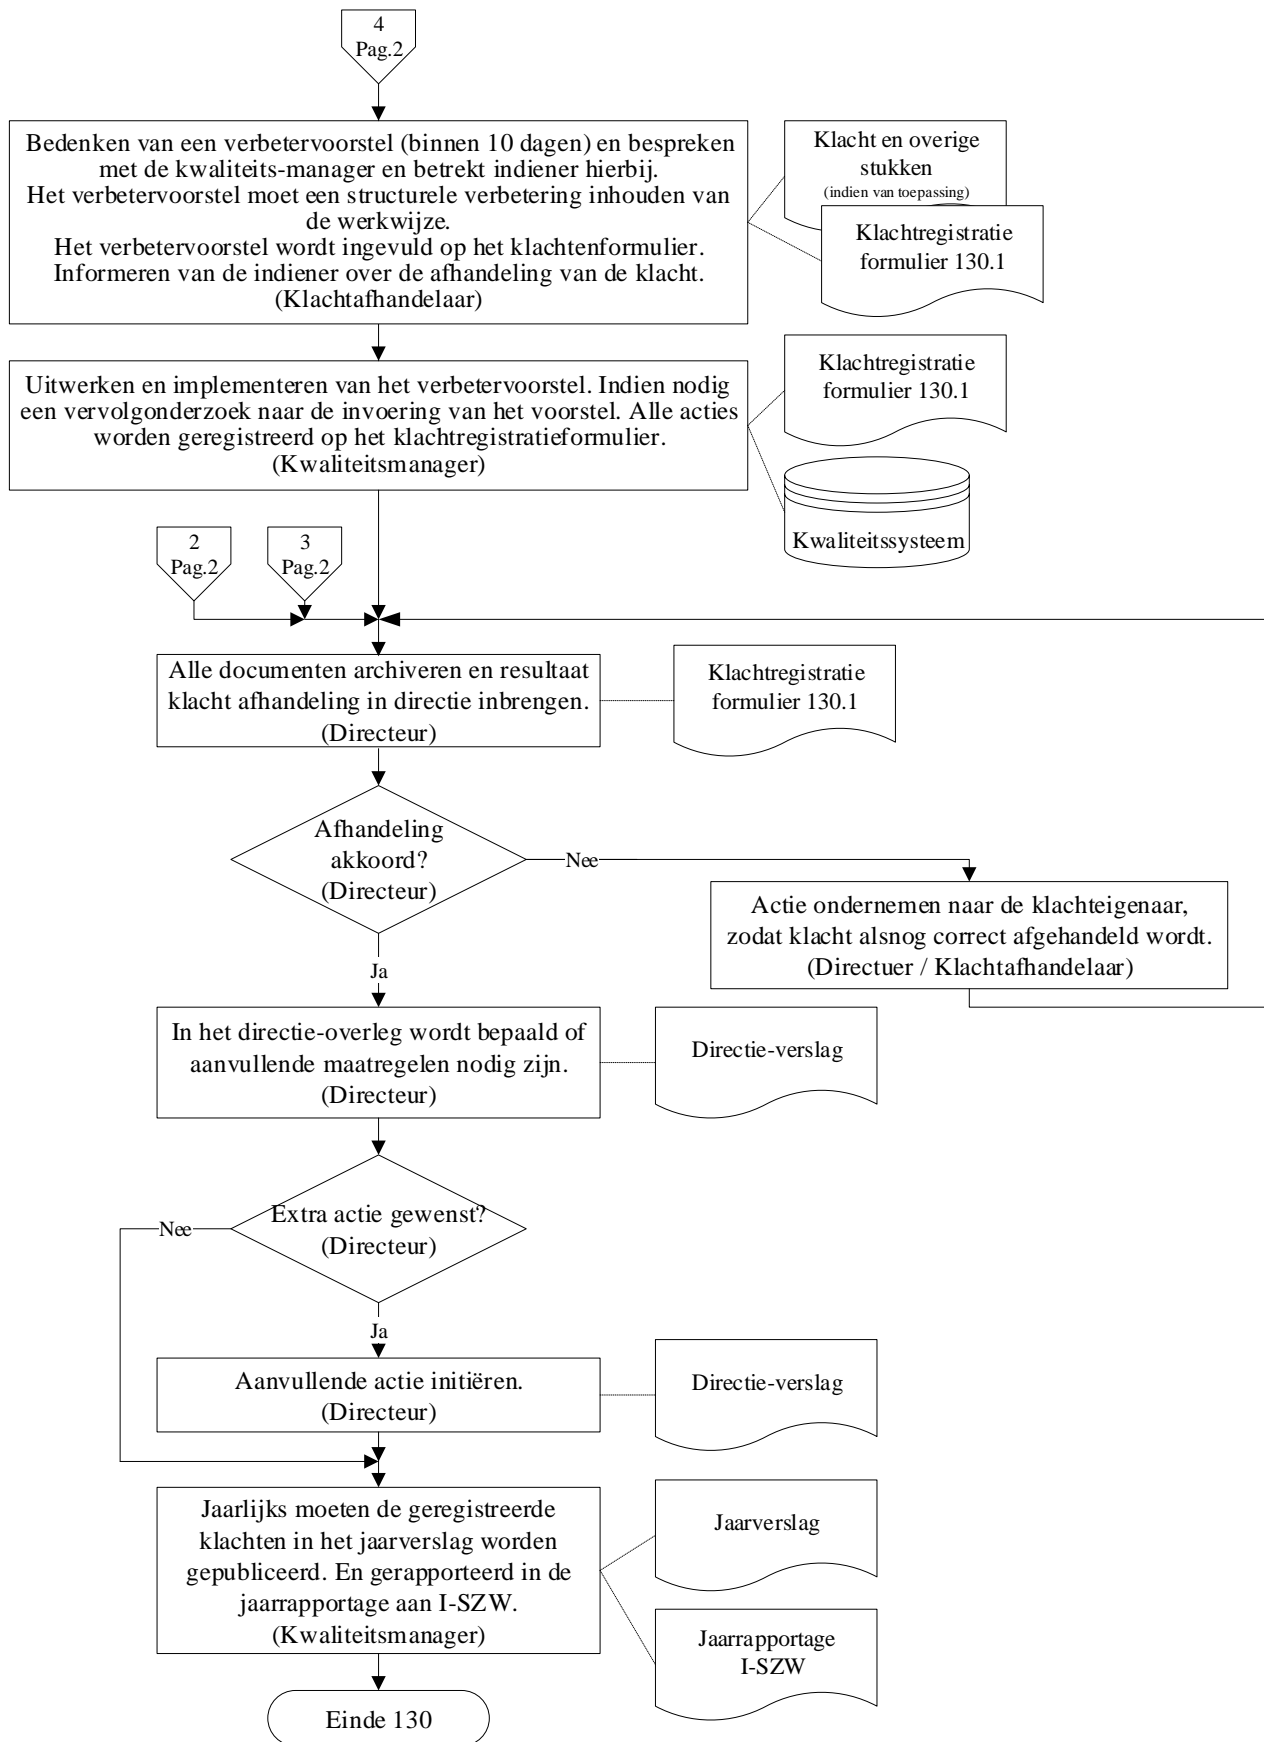 4
Pag.2
Bedenken van een verbetervoorstel (binnen 10 dagen) en bespreken
met de kwaliteits-manager en betrekt indiener hierbij.
Het verbetervoorstel moet een structurele verbetering inhouden van
de werkwijze.
Het verbetervoorstel wordt ingevuld op het klachtenformulier.
Informeren van de indiener over de afhandeling van de klacht.
(Klachtafhandelaar)
Klacht en overige
stukken
(indien van toepassing)
Klachtregistratie
formulier 130.1
Uitwerken en implementeren van het verbetervoorstel. Indien nodig
een vervolgonderzoek naar de invoering van het voorstel. Alle acties
worden geregistreerd op het klachtregistratieformulier.
(Kwaliteitsmanager)
Klachtregistratie
formulier 130.1
Kwaliteitssysteem
2
Pag.2
3
Pag.2
Alle documenten archiveren en resultaat
klacht afhandeling in directie inbrengen.
(Directeur)
Klachtregistratie
formulier 130.1
Afhandeling
akkoord?
(Directeur)
Nee
Actie ondernemen naar de klachteigenaar,
zodat klacht alsnog correct afgehandeld wordt.
(Directuer / Klachtafhandelaar)
Ja
In het directie-overleg wordt bepaald of
aanvullende maatregelen nodig zijn.
(Directeur)
Directie-verslag
Extra actie gewenst?
(Directeur)
Nee
Ja
Aanvullende actie initiëren.
(Directeur)
Directie-verslag
Jaarlijks moeten de geregistreerde
klachten in het jaarverslag worden
gepubliceerd. En gerapporteerd in de
jaarrapportage aan I-SZW.
(Kwaliteitsmanager)
Jaarverslag
Jaarrapportage
I-SZW
Einde 130